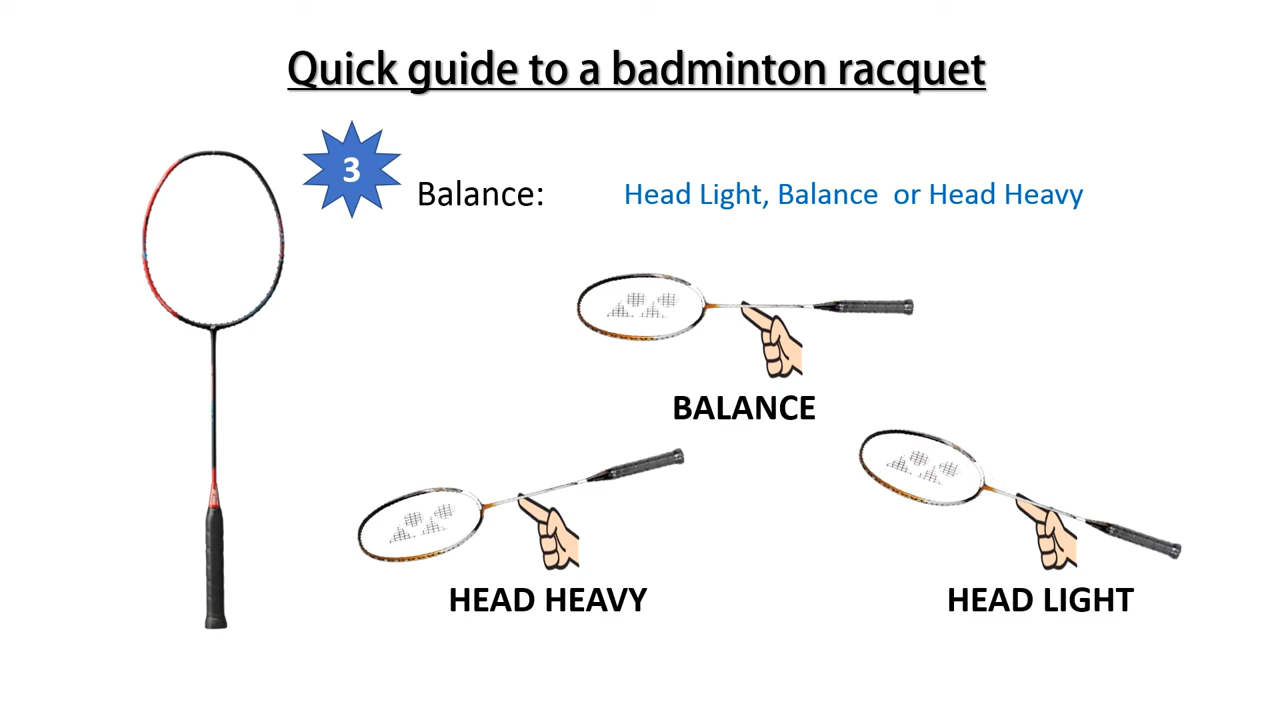 Quick guide to a badminton racquet
3
Balance:
Head Light, Balance or Head Heavy
BALANCE
HEAD HEAVY
HEAD LIGHT